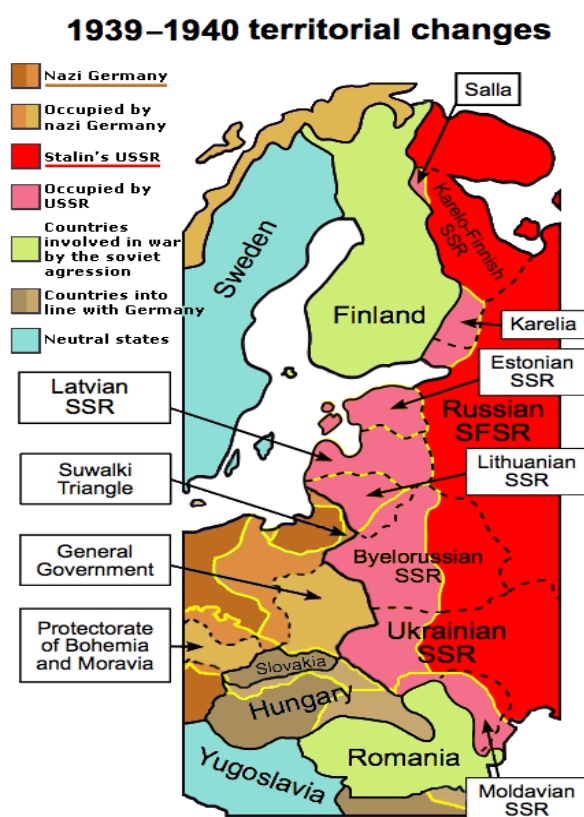 1939–1940 territorial changes
Nazi Germany
Occupied by
nazi Germany
Stalin's USSR
Occupied by
USSR
Countries
involved in war
by the soviet
agression
Countries into
line with Germany
Neutral states
Salla
Karelo-Finnish
SSR
Sweden
Finland
Karelia
Estonian
SSR
Latvian
SSR
Russian
SFSR
Suwalki
Triangle
Lithuanian
SSR
General
Government
Byelorussian
SSR
Protectorate
of Bohemia
and Moravia
Ukrainian
SSR
Slovakia
Hungary
Romania
Yugoslavia
Moldavian
SSR